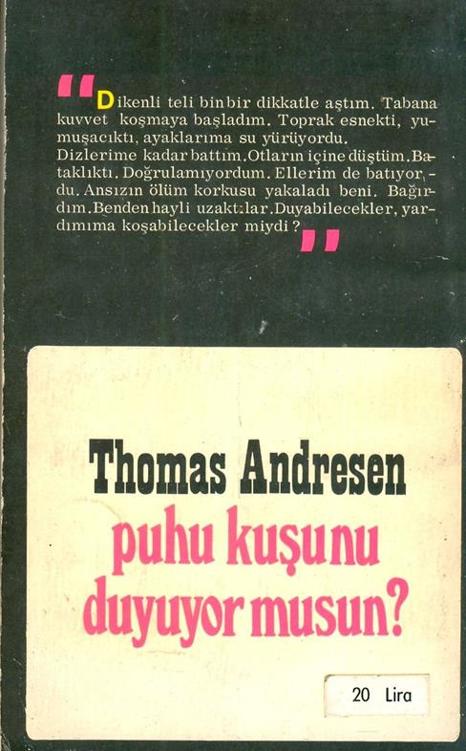 "Dikenli teli binbir dikkatle aştım. Tabana
kuvvet koşmaya başladım. Toprak esnekti, yu-
muşacıktı, ayaklarıma su yürüyordu.
Dizlerime kadar battım.Otların içine düştüm.Ba-
taklıktı. Doğrulamıyordum. Ellerim de batıyor,-
du. Ansızın ölüm korkusu yakaladı beni. Bağır-
dım.Benden hayli uzaktılar.Duyabilecekler, yar-
dımıma koşabilecekler miydi?"
Thomas Andresen
puhu kuşunu
duyuyor musun?
20 Lira